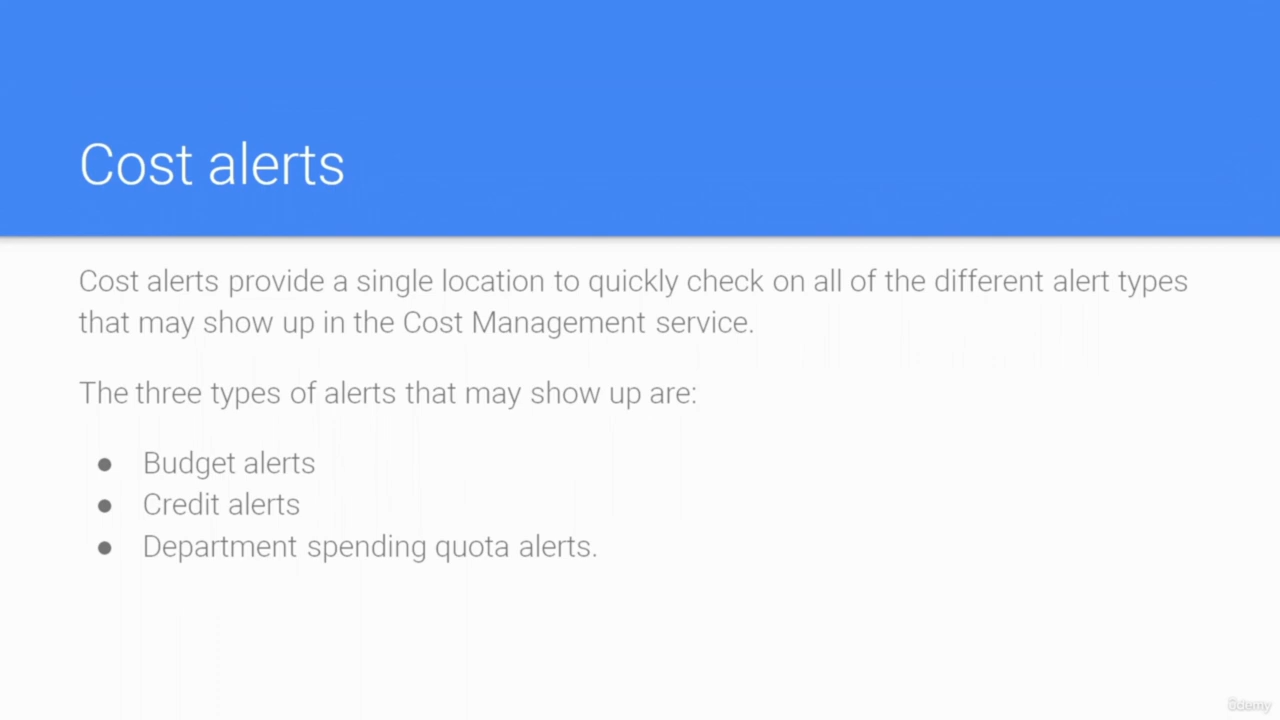 Cost alerts
Cost alerts provide a single location to quickly check on all of the different alert types
that may show up in the Cost Management service.
The three types of alerts that may show up are:
● Budget alerts
● Credit alerts
● Department spending quota alerts.
ûdemy